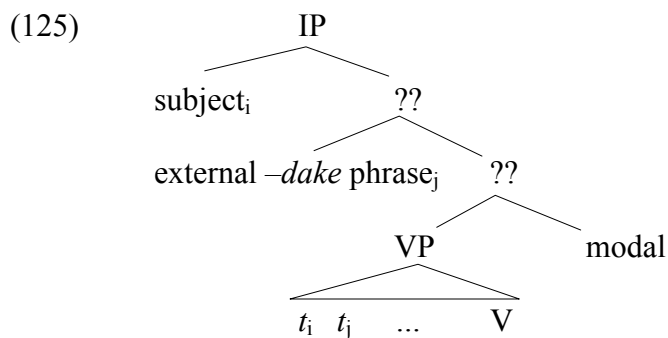 (125) IP
subjectᵢ ??
external –dake phraseⱼ ??
VP modal
tᵢ tⱼ ... V